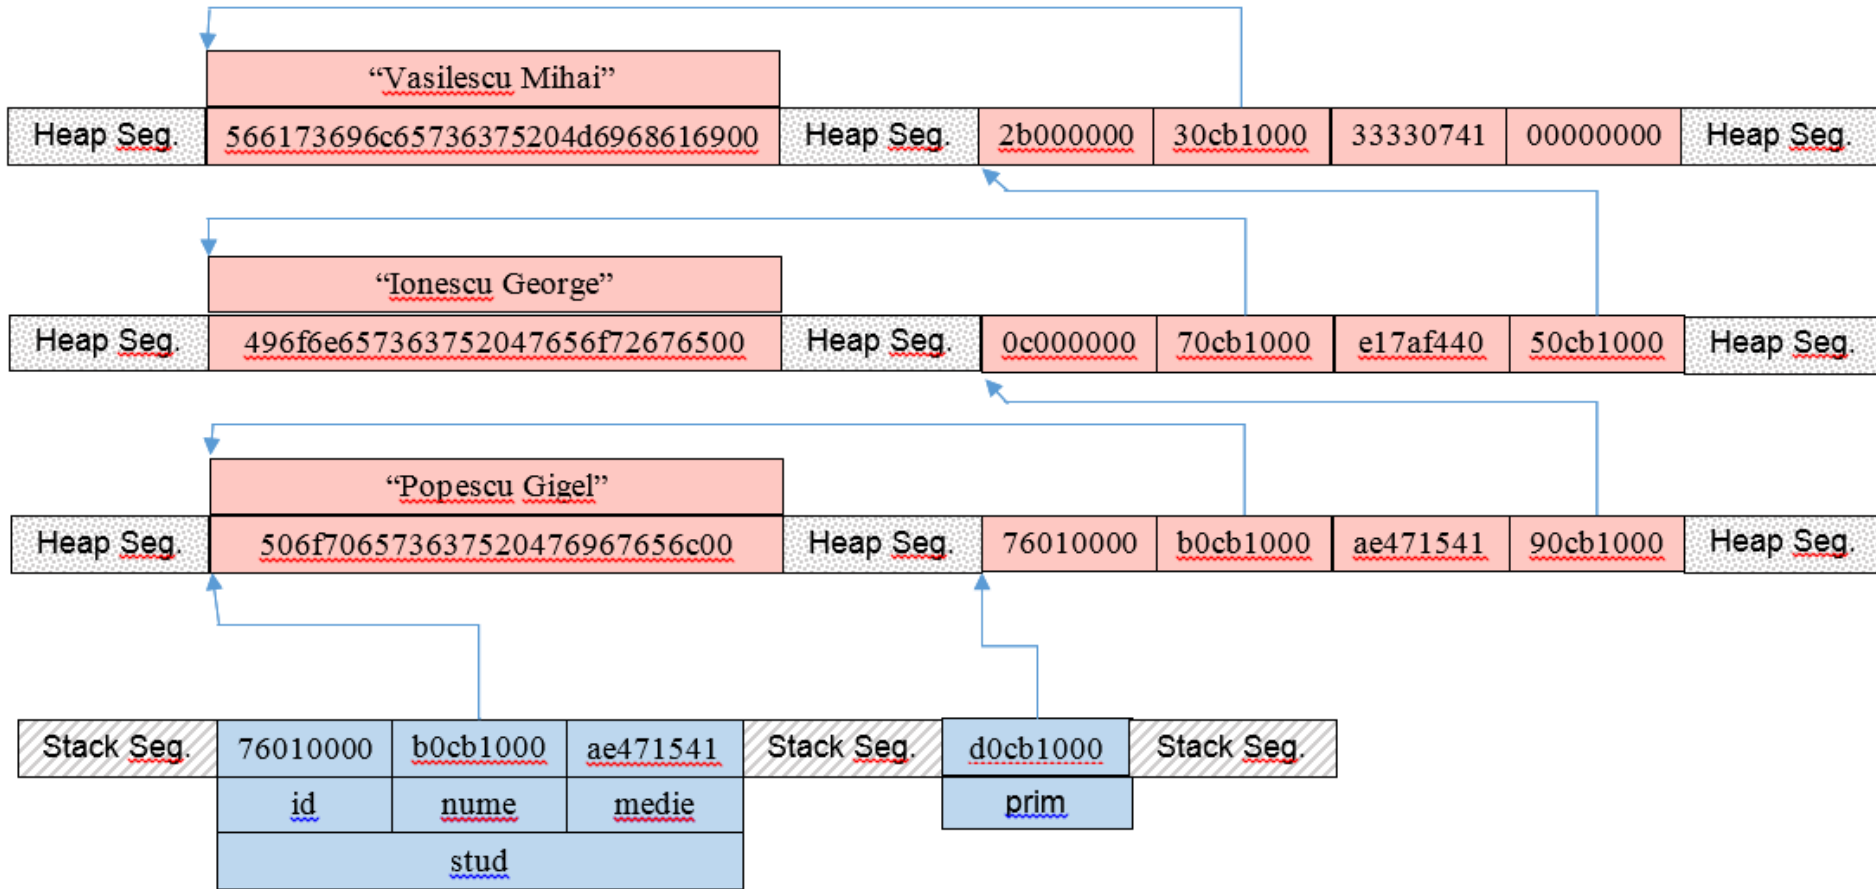 “Vasilescu Mihai”
Heap Seg. 566173696c65736375204d6968616900 Heap Seg. 2b000000 30cb1000 33330741 00000000 Heap Seg.
“Ionescu George”
Heap Seg. 496f6e657363752047656f72676500 Heap Seg. 0c000000 70cb1000 e17af440 50cb1000 Heap Seg.
“Popescu Gigel”
Heap Seg. 506f706573637520476967656c00 Heap Seg. 76010000 b0cb1000 ae471541 90cb1000 Heap Seg.
Stack Seg. 76010000 b0cb1000 ae471541 Stack Seg. d0cb1000 Stack Seg.
id nume medie prim
stud